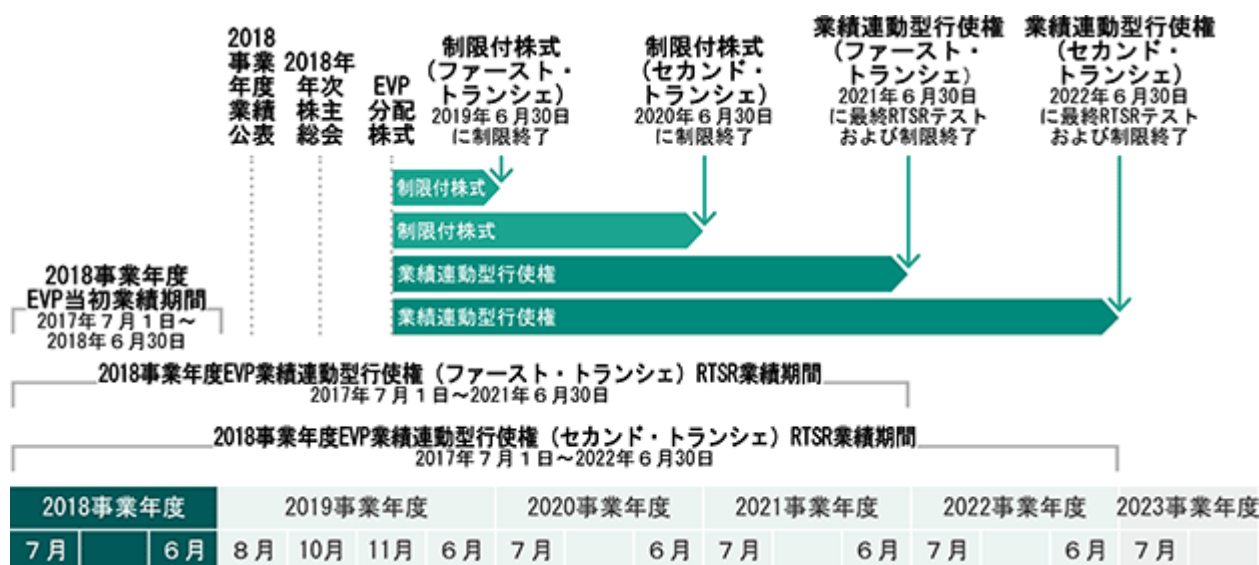 2018
事業
年度
業績
公表
2018年
年次
株主
総会
EVP
分配
株式
制限付株式
(ファースト・
トランシェ)
2019年6月30日
に制限終了
制限付株式
(セカンド・
トランシェ)
2020年6月30日
に制限終了
業績連動型行使権
(ファースト・
トランシェ)
2021年6月30日
に最終RTSRテスト
および制限終了
業績連動型行使権
(セカンド・
トランシェ)
2022年6月30日
に最終RTSRテスト
および制限終了
制限付株式
制限付株式
業績連動型行使権
業績連動型行使権
2018事業年度
EVP当初業績期間
2017年7月1日~
2018年6月30日
2018事業年度EVP業績連動型行使権(ファースト・トランシェ)RTSR業績期間
2017年7月1日~2021年6月30日
2018事業年度EVP業績連動型行使権(セカンド・トランシェ)RTSR業績期間
2017年7月1日~2022年6月30日
2018事業年度 2019事業年度 2020事業年度 2021事業年度 2022事業年度 2023事業年度
7月 6月 8月 10月 11月 6月 7月 6月 7月 6月 7月 6月 7月